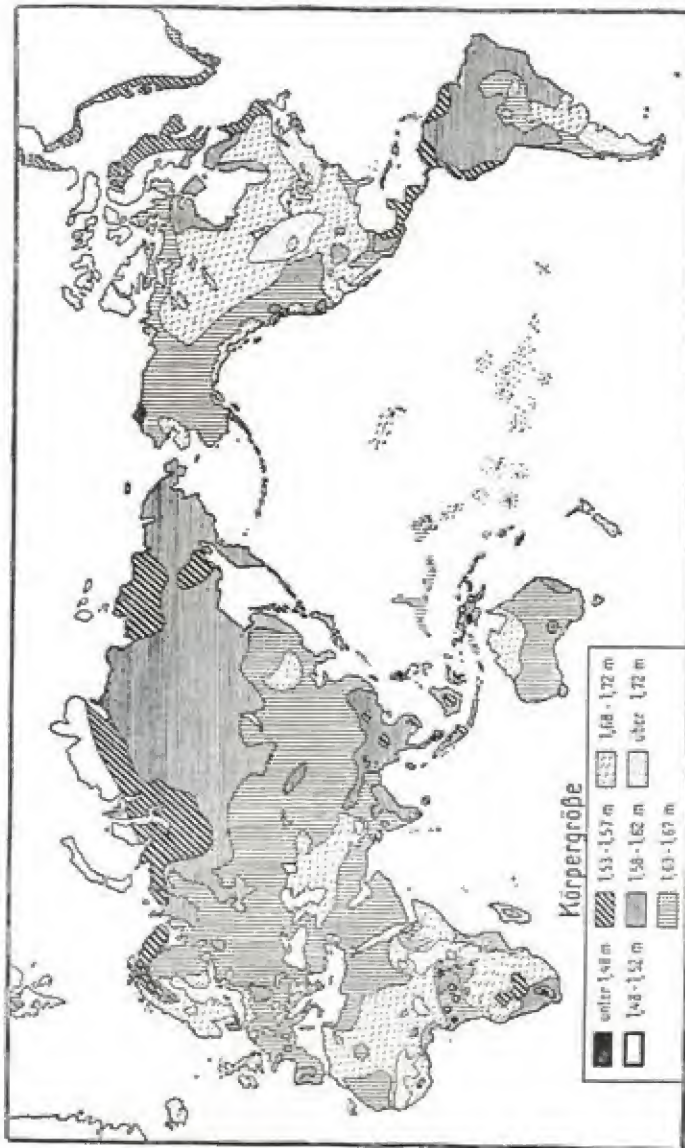 Körpergröße
unter 1,48 m
1,48 - 1,52 m
1,53 - 1,57 m
1,58 - 1,62 m
1,63 - 1,67 m
1,68 - 1,72 m
über 1,72 m